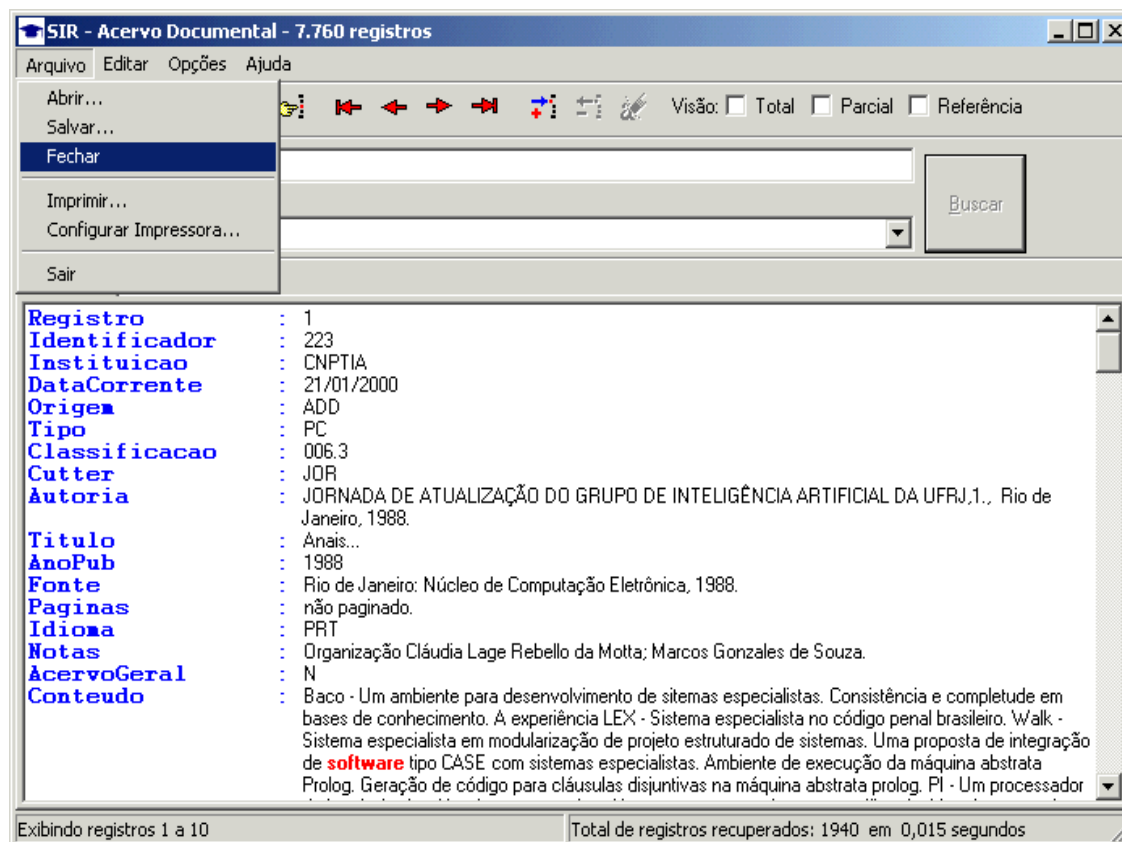 SIR - Acervo Documental - 7.760 registros
Arquivo Editar Opções Ajuda
Abrir...
Salvar...
Fechar
Imprimir...
Configurar Impressora...
Sair
Visão: Total Parcial Referência
Buscar
Registro : 1
Identificador : 223
Instituicao : CNPTIA
DataCorrente : 21/01/2000
Origem : ADD
Tipo : PC
Classificacao : 006.3
Cutter : JOR
Autoria : JORNADA DE ATUALIZAÇÃO DO GRUPO DE INTELIGÊNCIA ARTIFICIAL DA UFRJ,1., Rio de
Janeiro, 1988.
Titulo : Anais...
AnoPub : 1988
Fonte : Rio de Janeiro: Núcleo de Computação Eletrônica, 1988.
Paginas : não paginado.
Idioma : PRT
Notas : Organização Cláudia Lage Rebello da Motta; Marcos Gonzales de Souza.
AcervoGeral : N
Conteudo : Baco - Um ambiente para desenvolvimento de sitemas especialistas. Consistência e completude em
bases de conhecimento. A experiência LEX - Sistema especialista no código penal brasileiro. Walk -
Sistema especialista em modularização de projeto estruturado de sistemas. Uma proposta de integração
de software tipo CASE com sistemas especialistas. Ambiente de execução da máquina abstrata
Prolog. Geração de código para cláusulas disjuntivas na máquina abstrata prolog. PI - Um processador
Exibindo registros 1 a 10
Total de registros recuperados: 1940 em 0,015 segundos